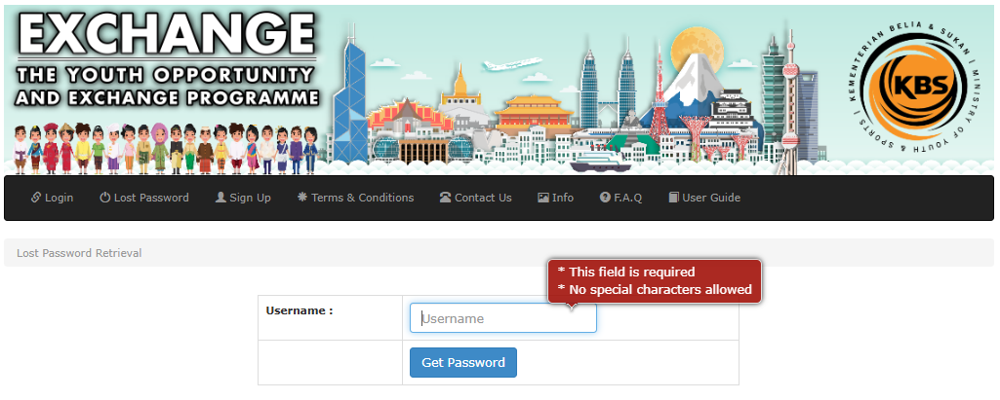 EXCHANGE
THE YOUTH OPPORTUNITY
AND EXCHANGE PROGRAMME
KEMENTERIAN BELIA & SUKAN | MINISTRY OF YOUTH & SPORTS |
KBS
Login Lost Password Sign Up Terms & Conditions Contact Us Info F.A.Q User Guide
Lost Password Retrieval
* This field is required
* No special characters allowed
Username : Username
Get Password